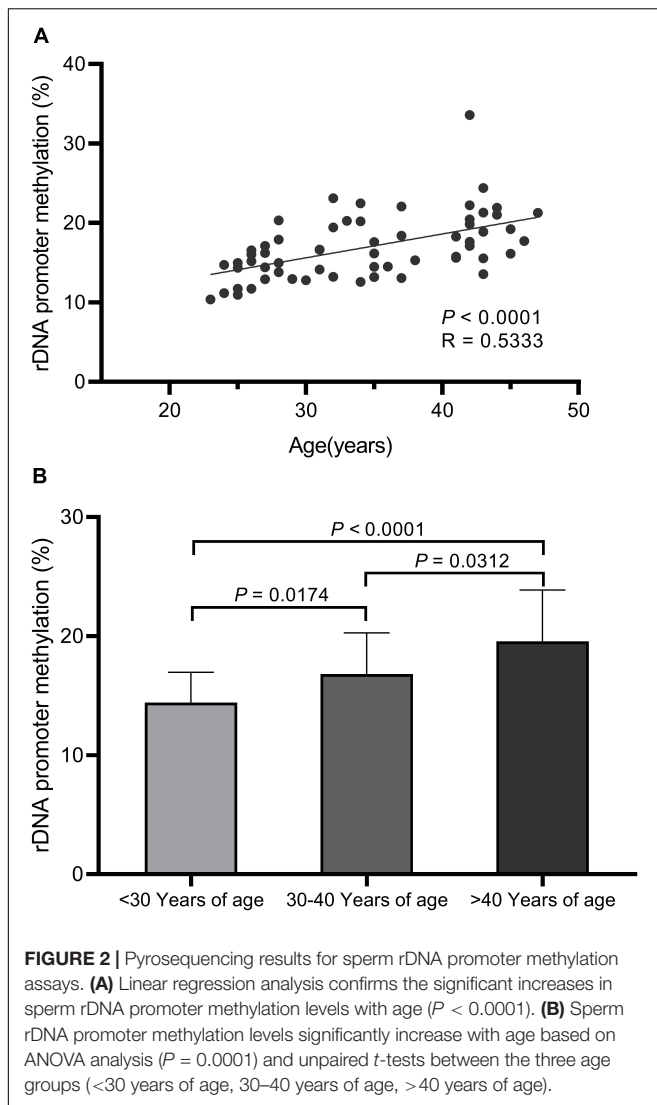 A
40
30
20
10
0
rDNA promoter methylation (%)
P < 0.0001
R = 0.5333
20 30 40 50
Age(years)
B
30
20
10
0
rDNA promoter methylation (%)
P < 0.0001
P = 0.0312
P = 0.0174
<30 Years of age 30-40 Years of age >40 Years of age
FIGURE 2 | Pyrosequencing results for sperm rDNA promoter methylation
assays. (A) Linear regression analysis confirms the significant increases in
sperm rDNA promoter methylation levels with age (P < 0.0001). (B) Sperm
rDNA promoter methylation levels significantly increase with age based on
ANOVA analysis (P = 0.0001) and unpaired t-tests between the three age
groups (<30 years of age, 30–40 years of age, >40 years of age).